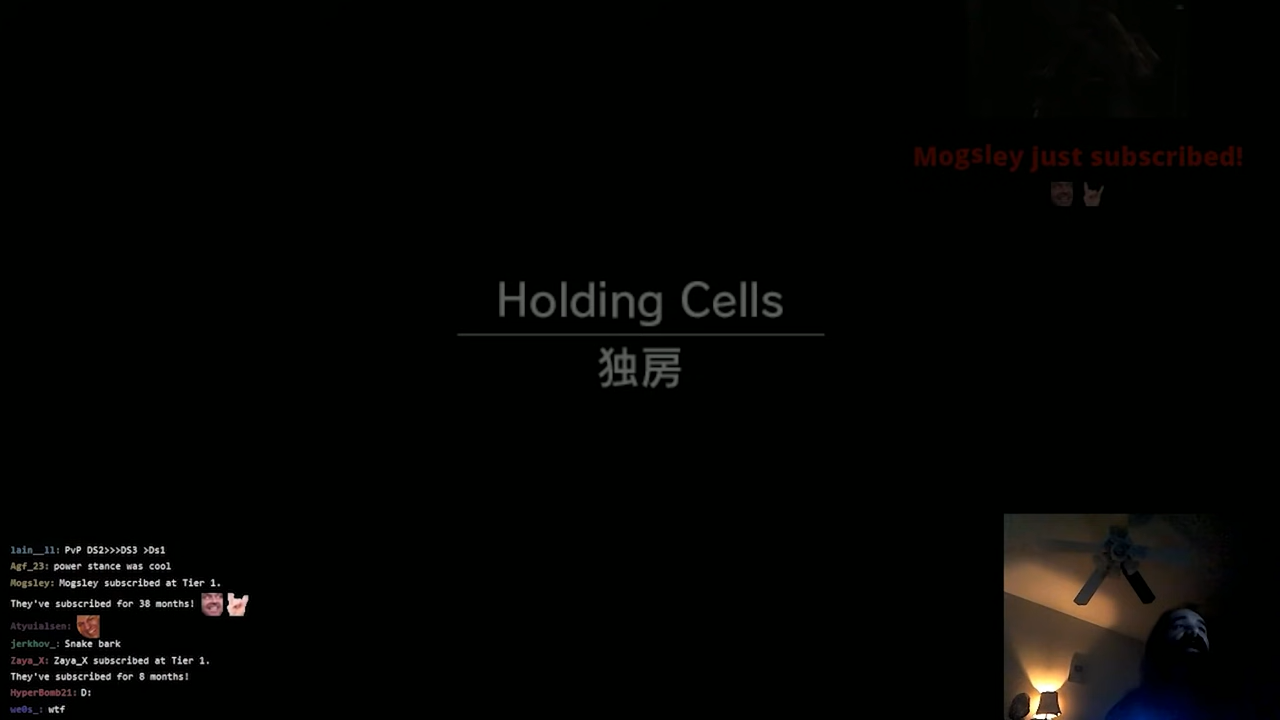 Mogsley just subscribed!
Holding Cells
独房
lain__ll: PvP DS2>>>DS3 >Ds1
Agf_23: power stance was cool
Mogsley: Mogsley subscribed at Tier 1.
They've subscribed for 38 months!
Atyuialsen:
jerkhov_: Snake bark
Zaya_X: Zaya_X subscribed at Tier 1.
They've subscribed for 8 months!
HyperBomb21: D:
we0s_: wtf